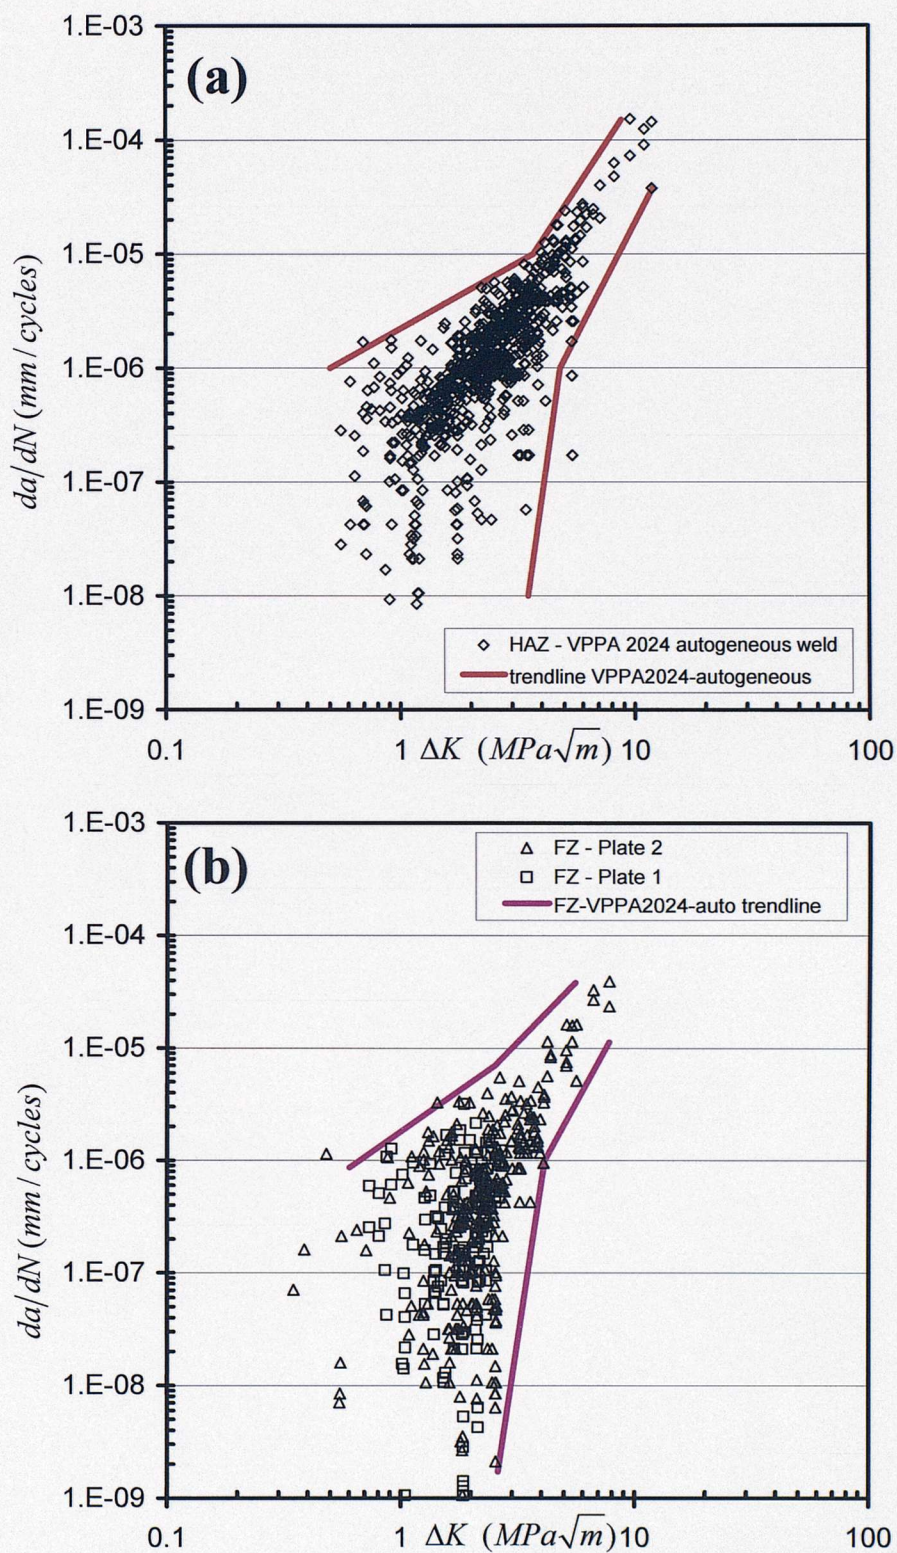 (a)
1.E-03
1.E-04
1.E-05
1.E-06
1.E-07
1.E-08
1.E-09
da/dN (mm/cycles)
HAZ - VPPA 2024 autogeneous weld
trendline VPPA2024-autogeneous
0.1 1 ΔK (MPa√m) 10 100
(b)
1.E-03
1.E-04
1.E-05
1.E-06
1.E-07
1.E-08
1.E-09
da/dN (mm/cycles)
FZ - Plate 2
FZ - Plate 1
FZ-VPPA2024-auto trendline
0.1 1 ΔK (MPa√m) 10 100